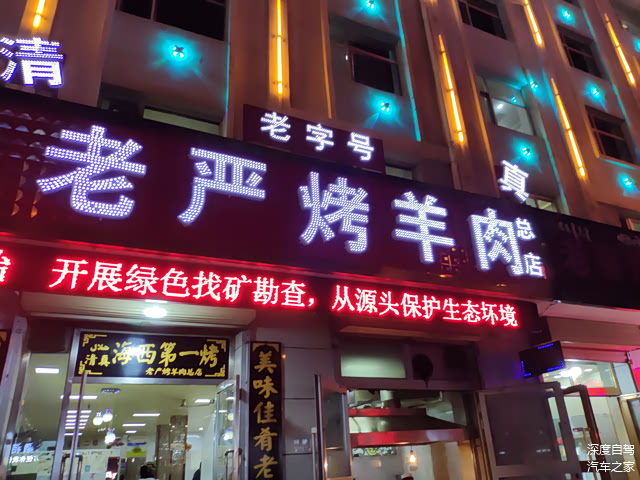 清
老字号
真
老严烤羊肉
总店
治 开展绿色找矿勘查，从源头保护生态环境
清真 海西第一烤
老严烤羊肉总店
美味佳肴老
深度自驾
汽车之家